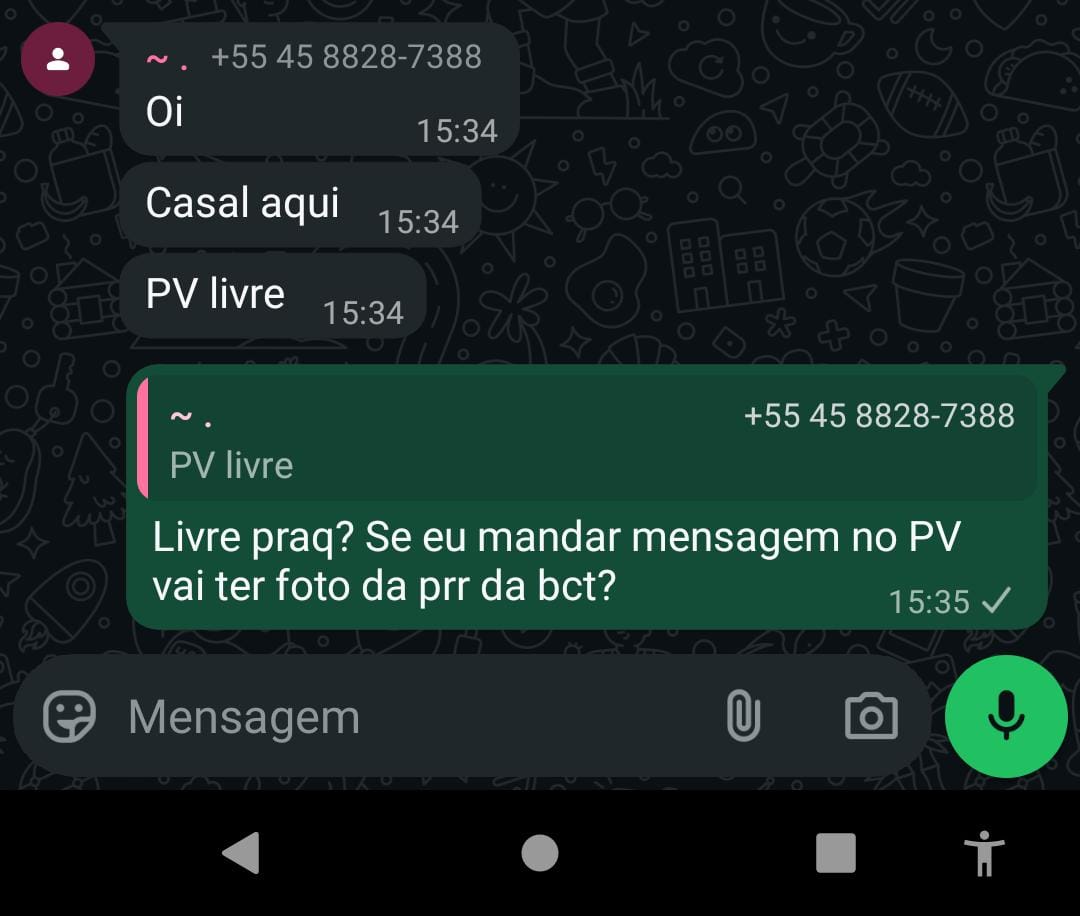 ~ . +55 45 8828-7388
Oi
15:34
Casal aqui 15:34
PV livre 15:34
~ . +55 45 8828-7388
PV livre
Livre praq? Se eu mandar mensagem no PV
vai ter foto da prr da bct?
15:35
Mensagem